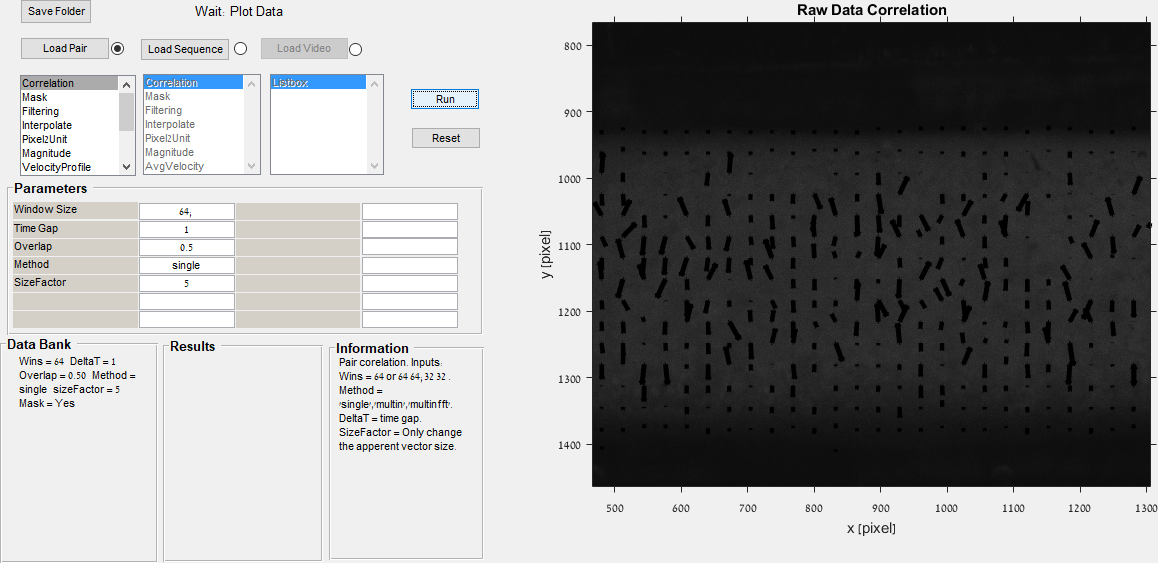 Save Folder
Wait: Plot Data
Load Pair
Load Sequence
Load Video
Correlation
Mask
Filtering
Interpolate
Pixel2Unit
Magnitude
VelocityProfile
Correlation
Mask
Filtering
Interpolate
Pixel2Unit
Magnitude
AvgVelocity
Listbox
Run
Reset
Parameters
Window Size 64;
Time Gap 1
Overlap 0.5
Method single
SizeFactor 5
Data Bank
Wins = 64 DeltaT = 1
Overlap = 0.50 Method =
single sizeFactor = 5
Mask = Yes
Results
Information
Pair corelation. Inputs:
Wins = 64 or 64 64; 32 32 .
Method =
'single','multin','multinfft'.
DeltaT = time gap.
SizeFactor = Only change
the apperent vector size.
Raw Data Correlation
y [pixel]
800
900
1000
1100
1200
1300
1400
500 600 700 800 900 1000 1100 1200 1300
x [pixel]